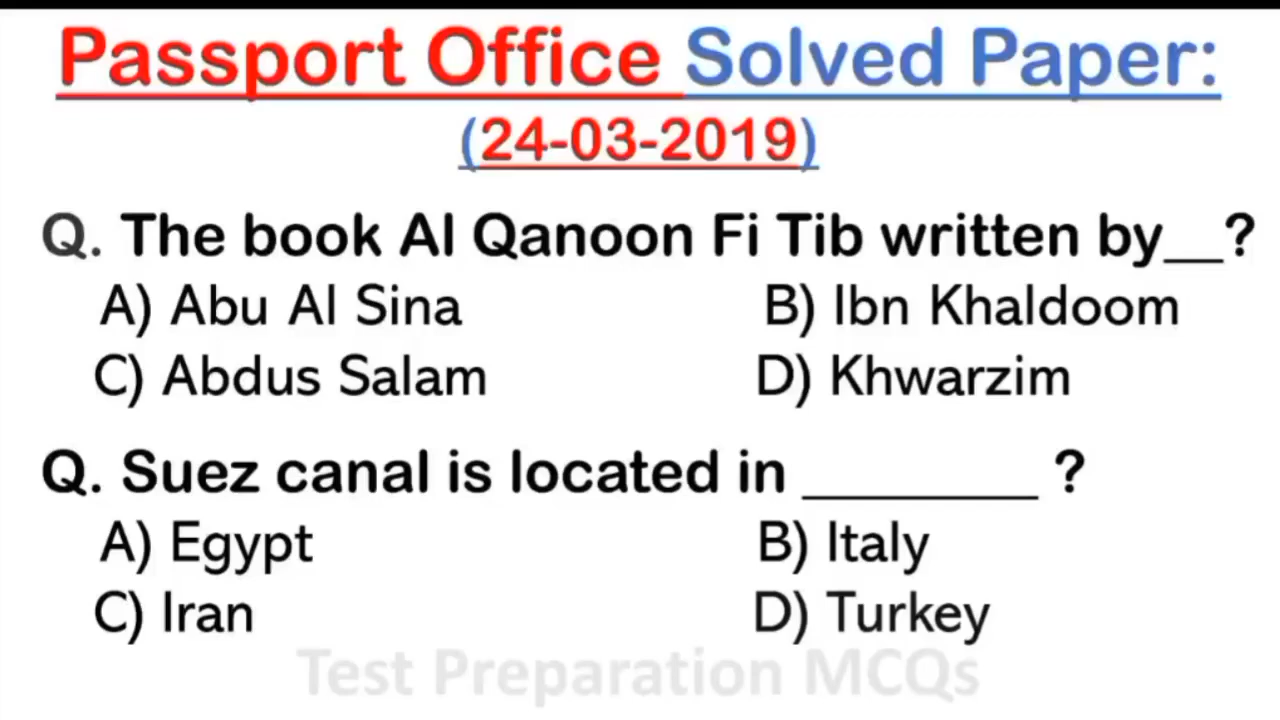 Passport Office Solved Paper:
(24-03-2019)
Q. The book Al Qanoon Fi Tib written by__?
A) Abu Al Sina B) Ibn Khaldoom
C) Abdus Salam D) Khwarzim
Q. Suez canal is located in ________ ?
A) Egypt B) Italy
C) Iran D) Turkey
Test Preparation MCQs